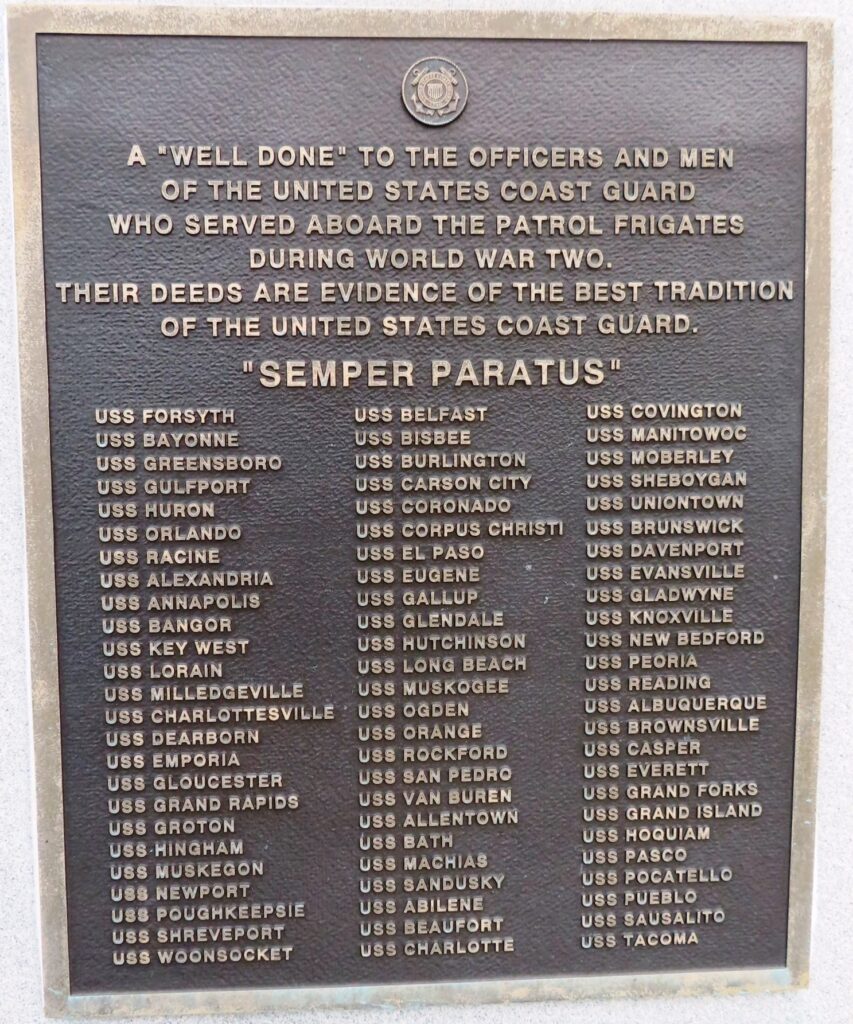 A "WELL DONE" TO THE OFFICERS AND MEN
OF THE UNITED STATES COAST GUARD
WHO SERVED ABOARD THE PATROL FRIGATES
DURING WORLD WAR TWO.
THEIR DEEDS ARE EVIDENCE OF THE BEST TRADITION
OF THE UNITED STATES COAST GUARD.
"SEMPER PARATUS"
USS FORSYTH
USS BAYONNE
USS GREENSBORO
USS GULFPORT
USS HURON
USS ORLANDO
USS RACINE
USS ALEXANDRIA
USS ANNAPOLIS
USS BANGOR
USS KEY WEST
USS LORAIN
USS MILLEDGEVILLE
USS CHARLOTTESVILLE
USS DEARBORN
USS EMPORIA
USS GLOUCESTER
USS GRAND RAPIDS
USS GROTON
USS HINGHAM
USS MUSKEGON
USS NEWPORT
USS POUGHKEEPSIE
USS SHREVEPORT
USS WOONSOCKET
USS BELFAST
USS BISBEE
USS BURLINGTON
USS CARSON CITY
USS CORONADO
USS CORPUS CHRISTI
USS EL PASO
USS EUGENE
USS GALLUP
USS GLENDALE
USS HUTCHINSON
USS LONG BEACH
USS MUSKOGEE
USS OGDEN
USS ORANGE
USS ROCKFORD
USS SAN PEDRO
USS VAN BUREN
USS ALLENTOWN
USS BATH
USS MACHIAS
USS SANDUSKY
USS ABILENE
USS BEAUFORT
USS CHARLOTTE
USS COVINGTON
USS MANITOWOC
USS MOBERLEY
USS SHEBOYGAN
USS UNIONTOWN
USS BRUNSWICK
USS DAVENPORT
USS EVANSVILLE
USS GLADWYNE
USS KNOXVILLE
USS NEW BEDFORD
USS PEORIA
USS READING
USS ALBUQUERQUE
USS BROWNSVILLE
USS CASPER
USS EVERETT
USS GRAND FORKS
USS GRAND ISLAND
USS HOQUIAM
USS PASCO
USS POCATELLO
USS PUEBLO
USS SAUSALITO
USS TACOMA